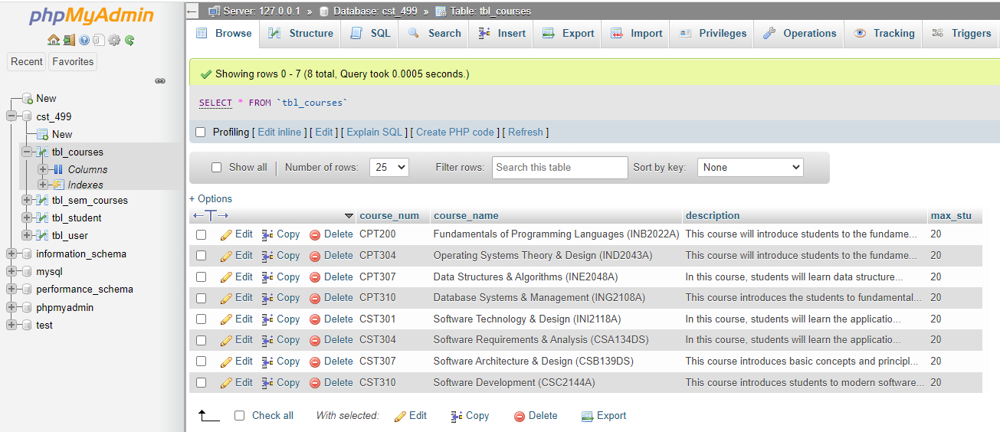 phpMyAdmin
Recent Favorites
New
cst_499
New
tbl_courses
Columns
Indexes
tbl_sem_courses
tbl_student
tbl_user
information_schema
mysql
performance_schema
phpmyadmin
test
Server: 127.0.0.1 » Database: cst_499 » Table: tbl_courses
Browse Structure SQL Search Insert Export Import Privileges Operations Tracking Triggers
Showing rows 0 - 7 (8 total, Query took 0.0005 seconds.)
SELECT * FROM `tbl_courses`
Profiling [ Edit inline ] [ Edit ] [ Explain SQL ] [ Create PHP code ] [ Refresh ]
Show all | Number of rows: 25 Filter rows: Search this table Sort by key: None
+ Options
←T→ course_num course_name description max_stu
Edit Copy Delete CPT200 Fundamentals of Programming Languages (INB2022A) This course will introduce students to the fundame... 20
Edit Copy Delete CPT304 Operating Systems Theory & Design (IND2043A) This course will introduce students to the fundame... 20
Edit Copy Delete CPT307 Data Structures & Algorithms (INE2048A) In this course, students will learn data structure... 20
Edit Copy Delete CPT310 Database Systems & Management (ING2108A) This course introduces the students to fundamental... 20
Edit Copy Delete CST301 Software Technology & Design (INI2118A) In this course, students will learn the applicatio... 20
Edit Copy Delete CST304 Software Requirements & Analysis (CSA134DS) In this course, students will learn the applicatio... 20
Edit Copy Delete CST307 Software Architecture & Design (CSB139DS) This course introduces basic concepts and principl... 20
Edit Copy Delete CST310 Software Development (CSC2144A) This course introduces students to modern software... 20
Check all With selected: Edit Copy Delete Export